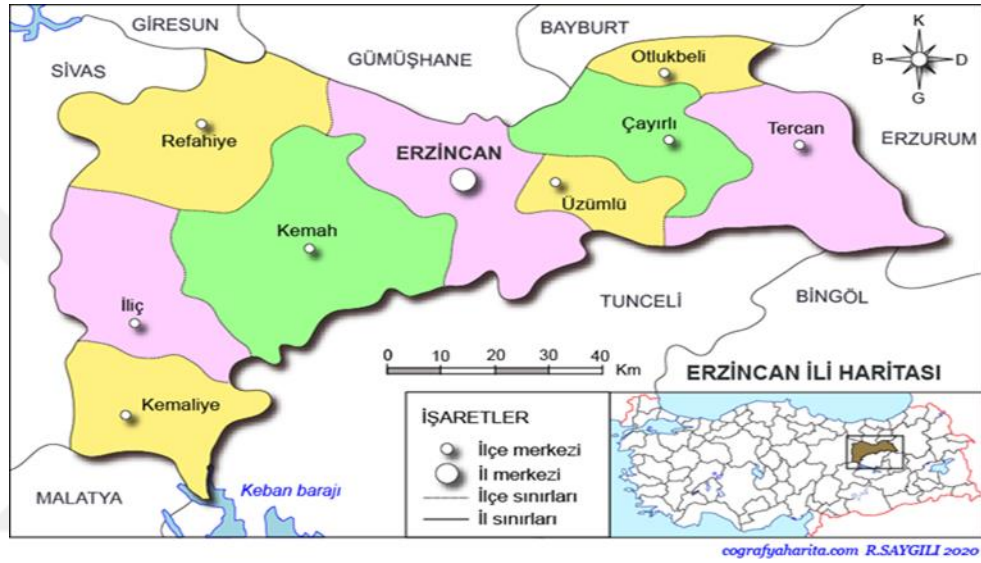 GİRESUN
BAYBURT
K
SİVAS
GÜMÜŞHANE
Otlukbeli
B
D
G
Refahiye
Çayırlı
Tercan
ERZURUM
ERZİNCAN
Üzümlü
Kemah
İliç
TUNCELİ
BİNGÖL
0 10 20 30 40
Km
ERZİNCAN İLİ HARİTASI
Kemaliye
İŞARETLER
İlçe merkezi
İl merkezi
İlçe sınırları
İl sınırları
MALATYA
Keban barajı
cografyaharita.com R.SAYGILI 2020